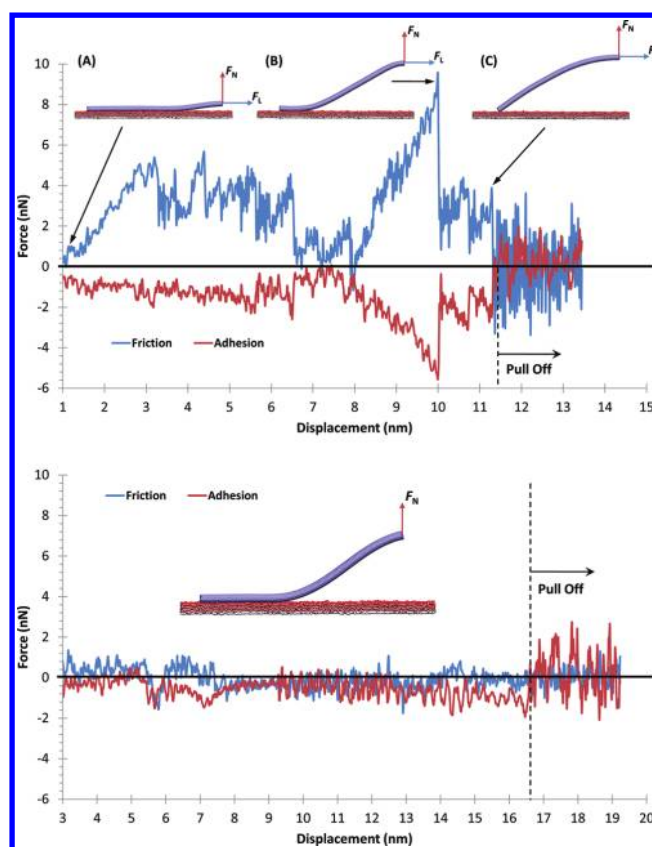 (A) (B) (C)
F_N F_N F_N
F_L F_L F
Force (nN)
10
8
6
4
2
0
-2
-4
-6
Friction Adhesion
Pull Off
1 2 3 4 5 6 7 8 9 10 11 12 13 14 15
Displacement (nm)
Force (nN)
10
8
6
4
2
0
-2
-4
-6
Friction Adhesion
F_N
Pull Off
3 4 5 6 7 8 9 10 11 12 13 14 15 16 17 18 19 20
Displacement (nm)